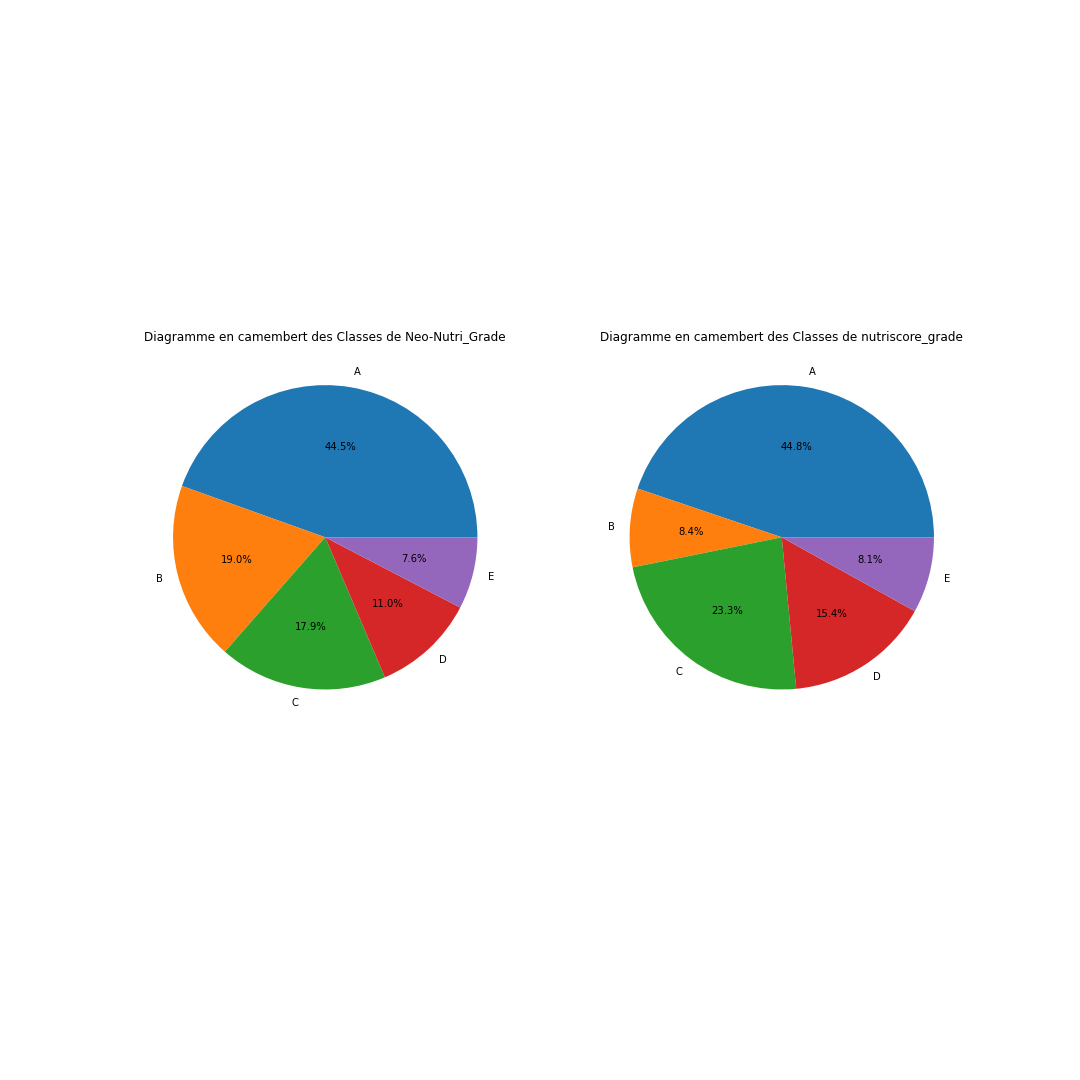 Diagramme en camembert des Classes de Neo-Nutri_Grade
A
44.5%
B
19.0%
C
17.9%
D
11.0%
E
7.6%
Diagramme en camembert des Classes de nutriscore_grade
A
44.8%
B
8.4%
C
23.3%
D
15.4%
E
8.1%